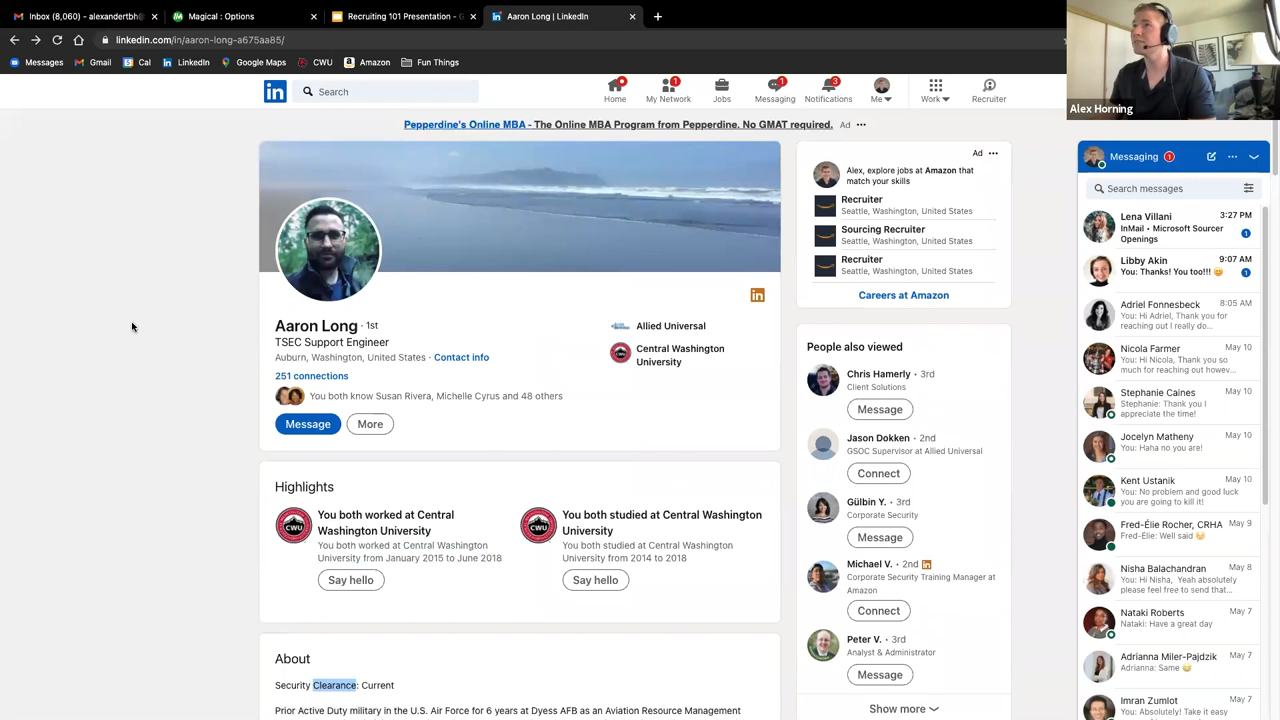 Inbox (8,060) - alexandertbh@
Magical : Options
Recruiting 101 Presentation - G
Aaron Long | LinkedIn
linkedin.com/in/aaron-long-a675aa85/
Messages
Gmail
Cal
LinkedIn
Google Maps
CWU
Amazon
Fun Things
Alex Horning
Search
Home
My Network
Jobs
Messaging
Notifications
Me
Work
Recruiter
1
1
3
Pepperdine's Online MBA - The Online MBA Program from Pepperdine. No GMAT required. Ad •••
Aaron Long · 1st
TSEC Support Engineer
Auburn, Washington, United States · Contact info
251 connections
You both know Susan Rivera, Michelle Cyrus and 48 others
Message
More
Allied Universal
Central Washington
University
Highlights
CWU
You both worked at Central
Washington University
You both worked at Central Washington
University from January 2015 to June 2018
Say hello
CWU
You both studied at Central Washington
University
You both studied at Central Washington
University from 2014 to 2018
Say hello
About
Security Clearance: Current
Prior Active Duty military in the U.S. Air Force for 6 years at Dyess AFB as an Aviation Resource Management
Ad •••
Alex, explore jobs at Amazon that
match your skills
Recruiter
Seattle, Washington, United States
Sourcing Recruiter
Seattle, Washington, United States
Recruiter
Seattle, Washington, United States
Careers at Amazon
People also viewed
Chris Hamerly • 3rd
Client Solutions
Message
Jason Dokken • 2nd
GSOC Supervisor at Allied Universal
Connect
Gülbin Y. • 3rd
Corporate Security
Message
Michael V. • 2nd
Corporate Security Training Manager at
Amazon
Connect
Peter V. • 3rd
Analyst & Administrator
Message
Show more
Messaging 1
Search messages
Lena Villani 3:27 PM
InMail • Microsoft Sourcer
Openings
1
Libby Akin 9:07 AM
You: Thanks! You too!!! 😊
1
Adriel Fonnesbeck 8:05 AM
You: Hi Adriel, Thank you for
reaching out I really do...
Nicola Farmer May 10
You: Hi Nicola, Thank you so
much for reaching out howev...
Stephanie Caines May 10
Stephanie: Thank you I
appreciate the time!
Jocelyn Matheny May 10
You: Haha no you are!
Kent Ustanik May 10
You: No problem and good luck
you are going to kill it!
Fred-Élie Rocher, CRHA May 9
Fred-Élie: Well said 😅
Nisha Balachandran May 8
You: Hi Nisha, Yeah absolutely
please feel free to send that...
Nataki Roberts May 7
Nataki: Have a great day
Adrianna Miler-Pajdzik May 7
Adrianna: Same 😅
Imran Zumlot May 7
You: Absolutely! Take it easy